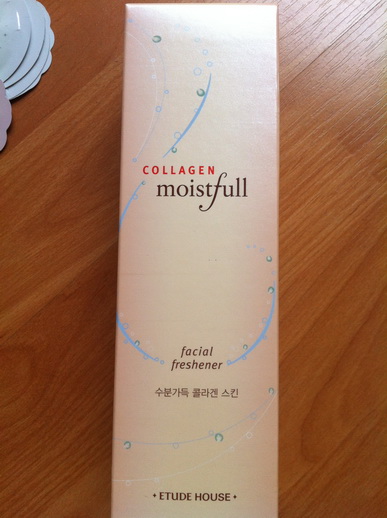 COLLAGEN
moistfull
facial
freshener
수분가득 콜라겐 스킨
ETUDE HOUSE